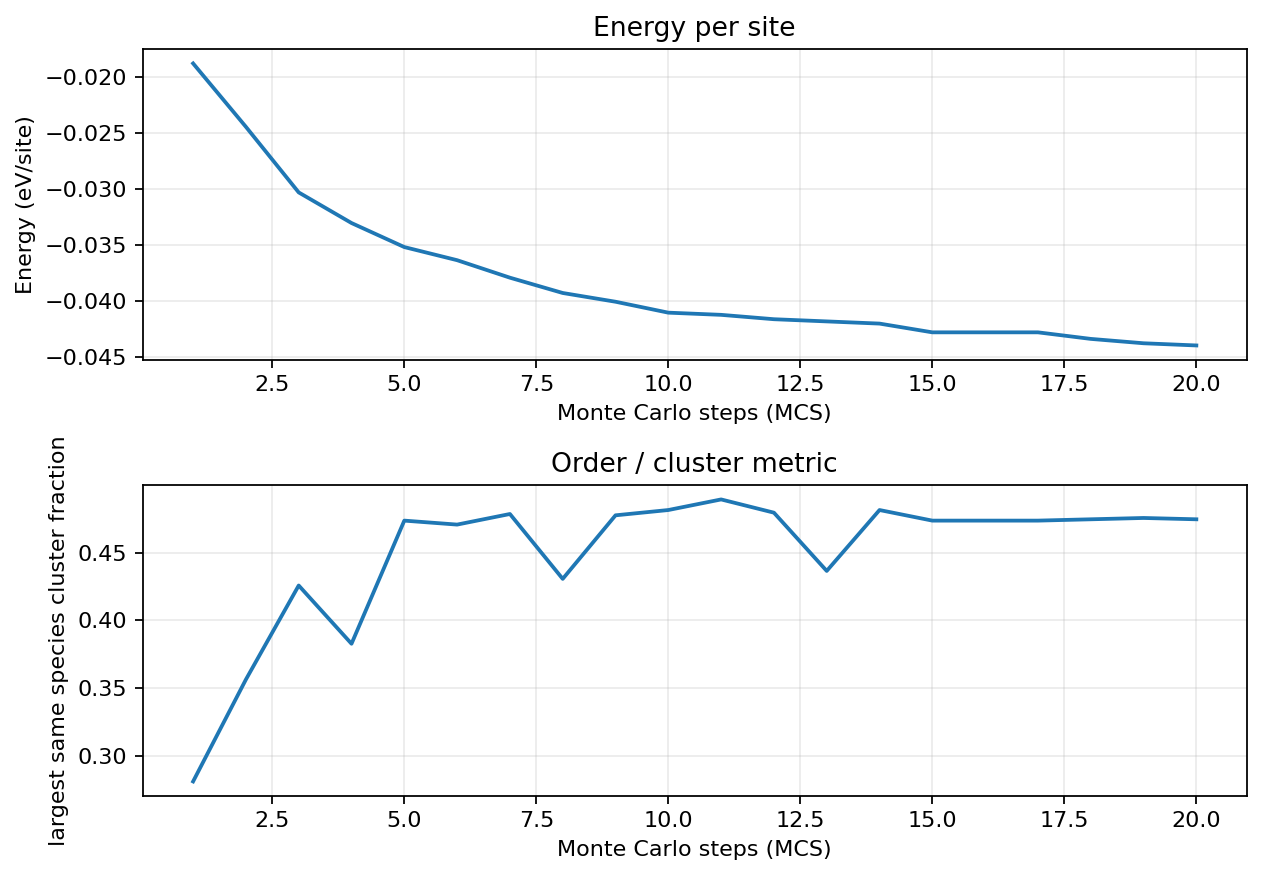 Energy per site
Energy (eV/site)
−0.020
−0.025
−0.030
−0.035
−0.040
−0.045
2.5 5.0 7.5 10.0 12.5 15.0 17.5 20.0
Monte Carlo steps (MCS)
Order / cluster metric
largest same species cluster fraction
0.45
0.40
0.35
0.30
2.5 5.0 7.5 10.0 12.5 15.0 17.5 20.0
Monte Carlo steps (MCS)